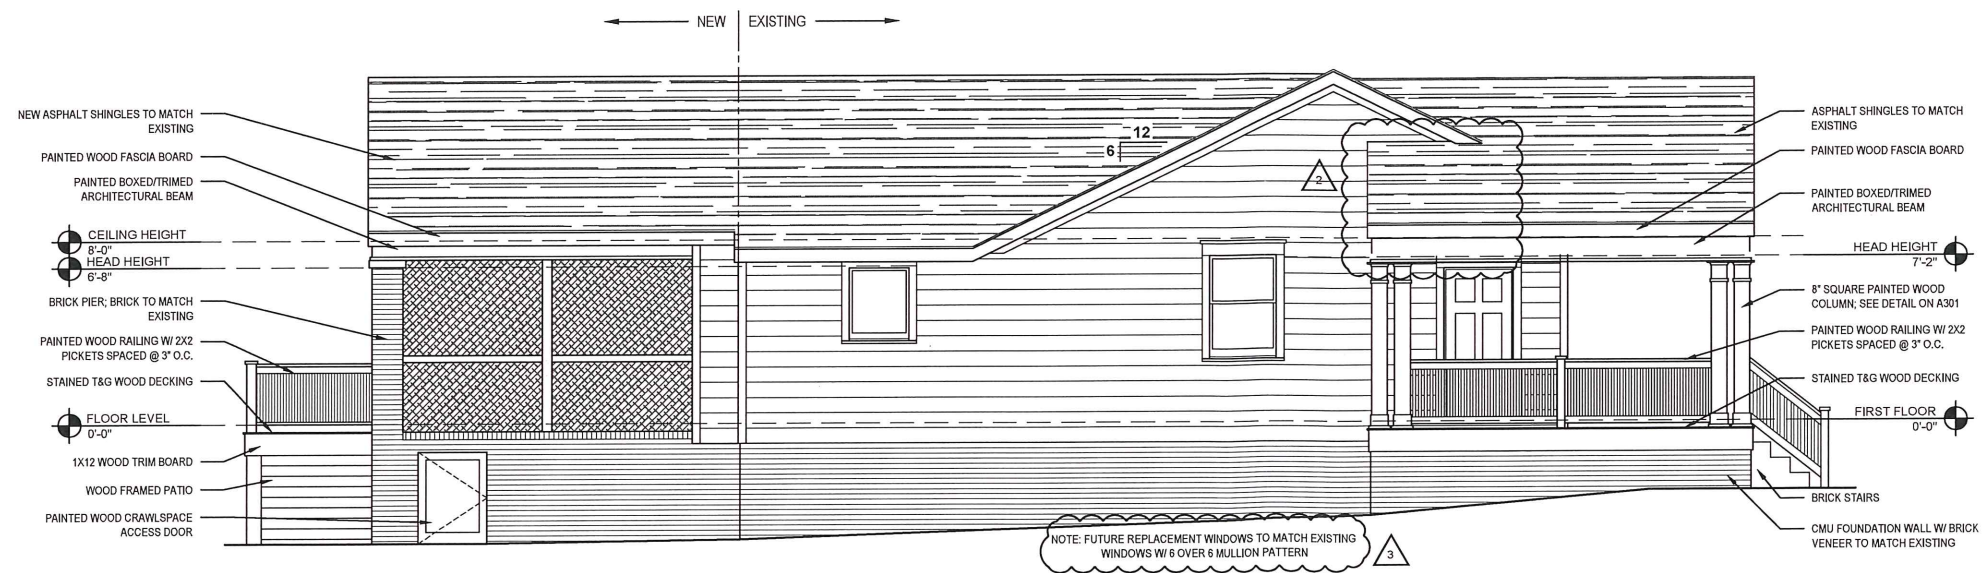 NEW EXISTING
NEW ASPHALT SHINGLES TO MATCH
EXISTING
PAINTED WOOD FASCIA BOARD
PAINTED BOXED/TRIMED
ARCHITECTURAL BEAM
CEILING HEIGHT
8'-0"
HEAD HEIGHT
6'-8"
BRICK PIER; BRICK TO MATCH
EXISTING
PAINTED WOOD RAILING W/ 2X2
PICKETS SPACED @ 3" O.C.
STAINED T&G WOOD DECKING
FLOOR LEVEL
0'-0"
1X12 WOOD TRIM BOARD
WOOD FRAMED PATIO
PAINTED WOOD CRAWLSPACE
ACCESS DOOR
12
6
2
NOTE: FUTURE REPLACEMENT WINDOWS TO MATCH EXISTING
WINDOWS W/ 6 OVER 6 MULLION PATTERN
3
ASPHALT SHINGLES TO MATCH
EXISTING
PAINTED WOOD FASCIA BOARD
PAINTED BOXED/TRIMED
ARCHITECTURAL BEAM
HEAD HEIGHT
7'-2"
8" SQUARE PAINTED WOOD
COLUMN; SEE DETAIL ON A301
PAINTED WOOD RAILING W/ 2X2
PICKETS SPACED @ 3" O.C.
STAINED T&G WOOD DECKING
FIRST FLOOR
0'-0"
BRICK STAIRS
CMU FOUNDATION WALL W/ BRICK
VENEER TO MATCH EXISTING